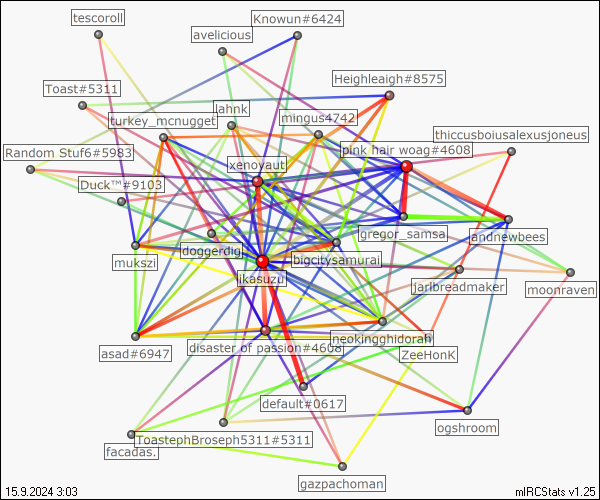 tescoroll
Knowun#6424
avelicious
Heighleaigh#8575
Toast#5311
lahnk
turkey_mcnugget
mingus4742
thiccusboiusalexusjoneus
pink hair woag#4608
Random Stuf6#5983
xenovauti
Duck™#9103
gregor_samsa
andnewbees
doggerdig
bigcitysamurai
mukszi
ikasuzu
jarlbreadmaker
moonraven
neokingghidorah
disaster of passion#4608
asad#6947
ZeeHonK
default#0617
ogshroom
ToastephBroseph5311#5311
facadas.
gazpachoman
15.9.2024 3:03
mIRCStats v1.25